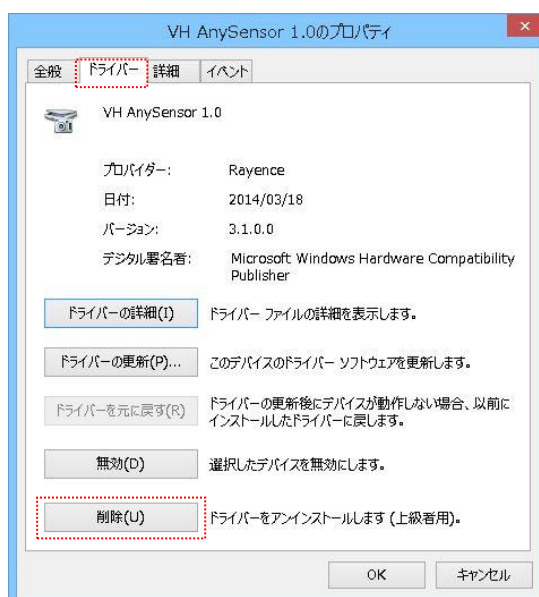 VH AnySensor 1.0のプロパティ
全般 ドライバー 詳細 イベント
VH AnySensor 1.0
プロバイダー: Rayence
日付: 2014/03/18
バージョン: 3.1.0.0
デジタル署名者: Microsoft Windows Hardware Compatibility
Publisher
ドライバーの詳細(I) ドライバー ファイルの詳細を表示します。
ドライバーの更新(P)... このデバイスのドライバー ソフトウェアを更新します。
ドライバーを元に戻す(R) ドライバーの更新後にデバイスが動作しない場合、以前に
インストールしたドライバーに戻します。
無効(D) 選択したデバイスを無効にします。
削除(U) ドライバーをアンインストールします (上級者用)。
OK キャンセル